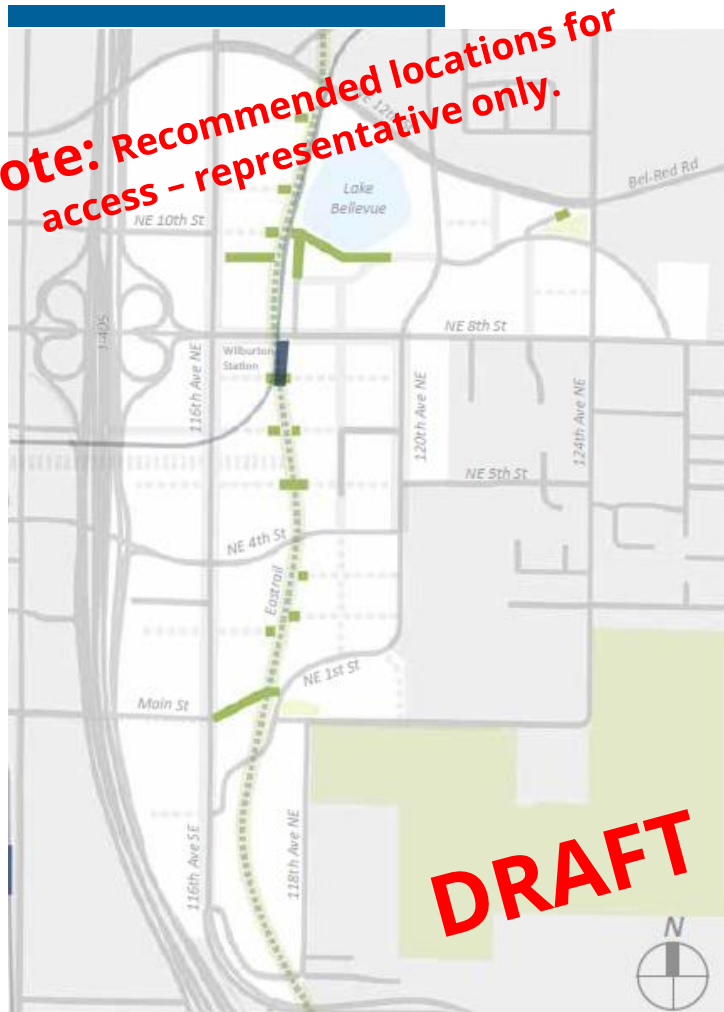 ote: Recommended locations for
access – representative only.
NE 12th
Lake
Bellevue
Bel-Red Rd
NE 10th St
I-405
NE 8th St
Wilburton
Station
116th Ave NE
120th Ave NE
124th Ave NE
NE 5th St
NE 4th St
Eastrail
NE 1st St
Main St
116th Ave SE
118th Ave NE
DRAFT
N